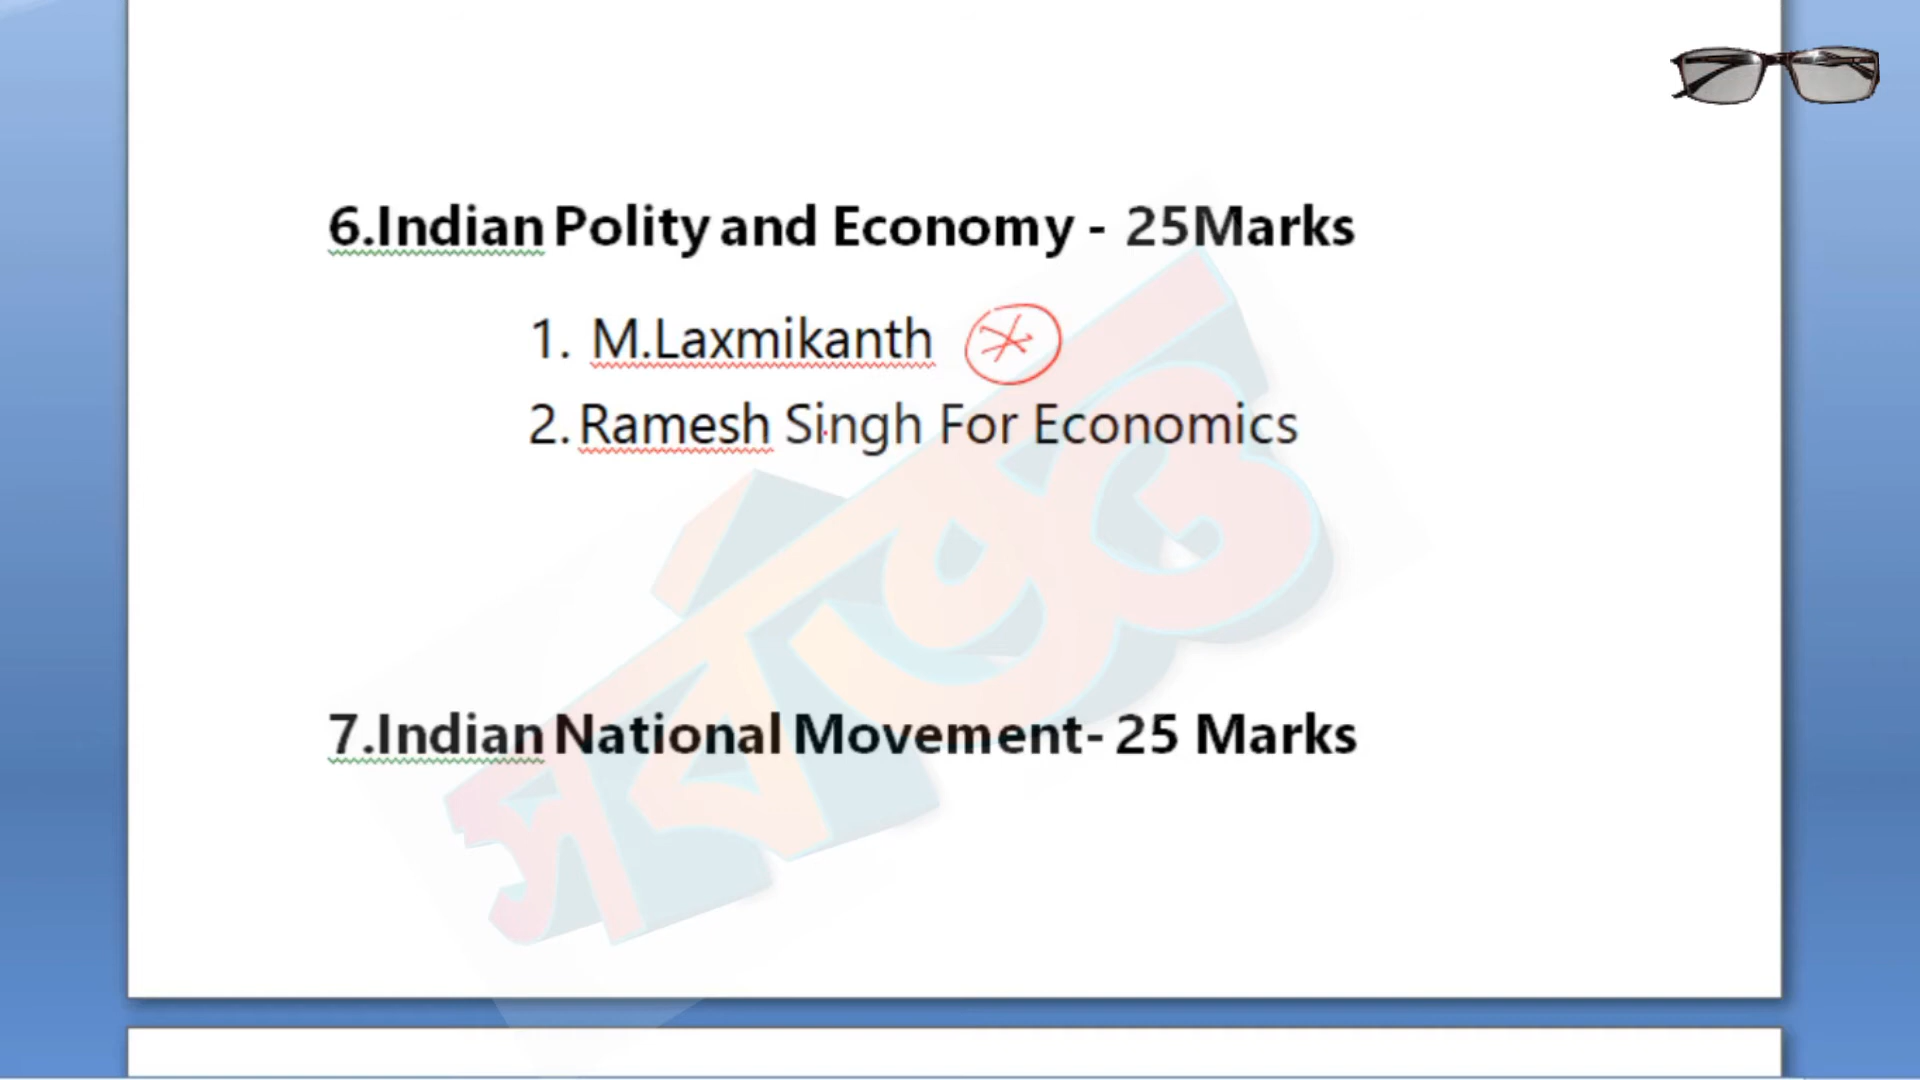 6.Indian Polity and Economy - 25Marks
1. M.Laxmikanth
2. Ramesh Singh For Economics
7.Indian National Movement- 25 Marks